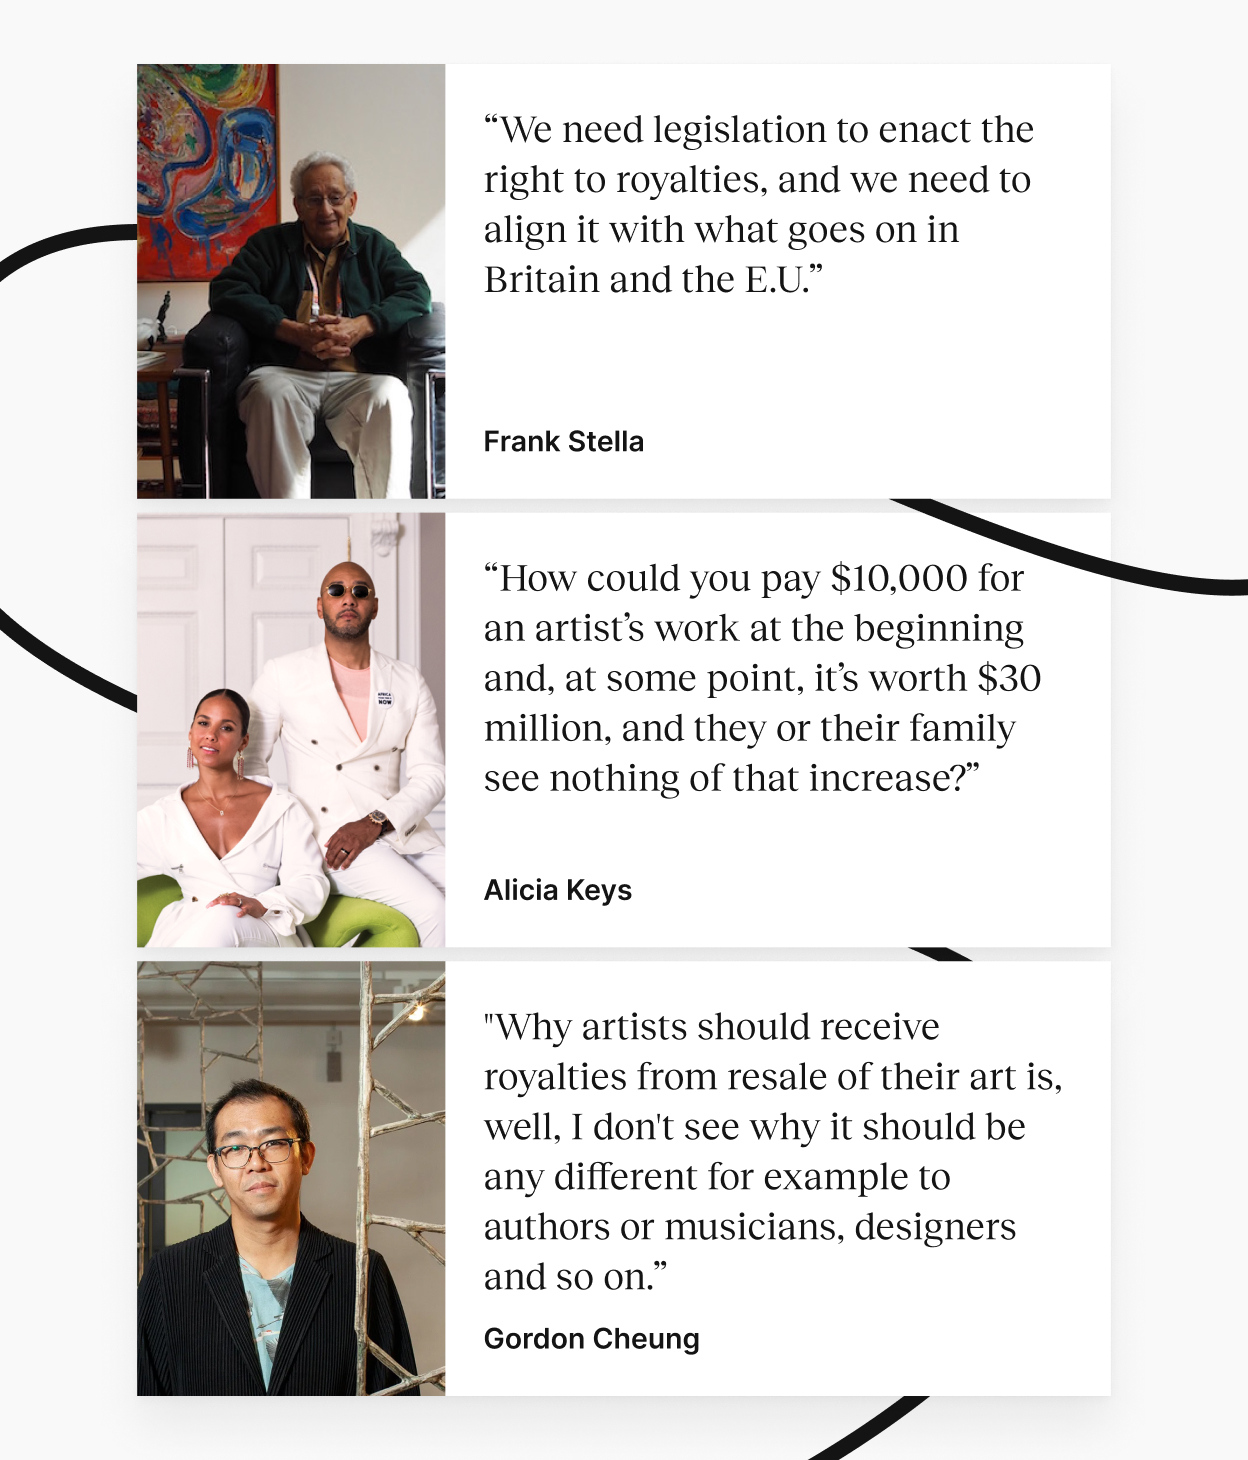 “We need legislation to enact the
right to royalties, and we need to
align it with what goes on in
Britain and the E.U.”
Frank Stella
“How could you pay $10,000 for
an artist’s work at the beginning
and, at some point, it’s worth $30
million, and they or their family
see nothing of that increase?”
Alicia Keys
NOW
"Why artists should receive
royalties from resale of their art is,
well, I don't see why it should be
any different for example to
authors or musicians, designers
and so on.”
Gordon Cheung